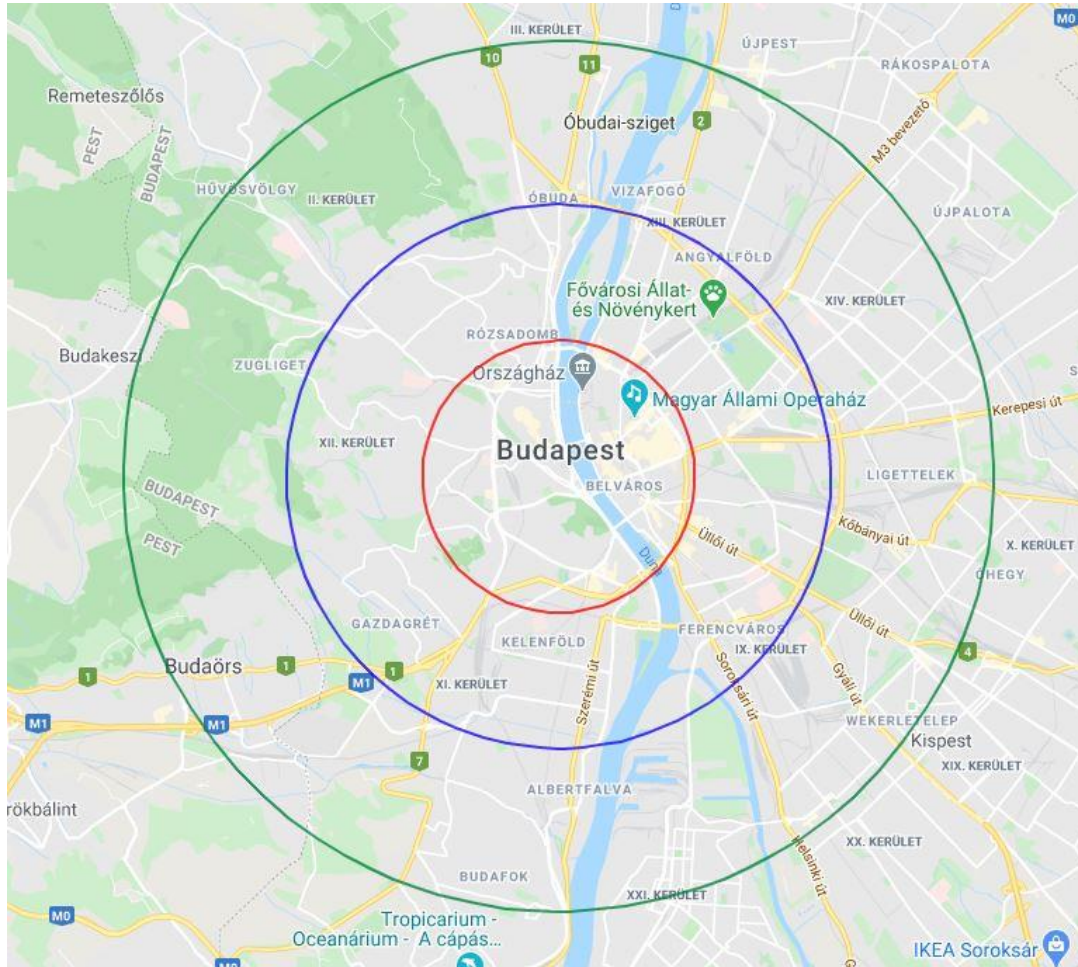 III. KERÜLET
D
M0
10
11
ÚJPEST
RÁKOSPALOTA
Remeteszőlős
Óbudai-sziget
2
M3 bevezető
PEST
BUDAPEST
HŰVÖSVÖLGY
II. KERÜLET
ÓBUDA
VIZAFOGÓ
XIII. KERÜLET
ÚJPALOTA
ANGYALFÖLD
Fővárosi Állat-
és Növénykert
XIV. KERÜLET
RÓZSADOMB
Budakeszi
ZUGLIGET
Országház
S
Magyar Állami Operaház
Kerepesi út
XII. KERÜLET
Budapest
BELVÁROS
LIGETTELEK
BUDAPEST
PEST
Üllői út
Kőbányai út
X. KERÜLET
Duna
ÓHEGY
GAZDAGRÉT
KELENFÖLD
FERENCVÁROS
Üllői út
IX. KERÜLET
4
Budaörs
1
1
1
M1
XI. KERÜLET
Szerémi út
Soroksári út
Gyáli út
M1
M1
WEKERLETELEP
Kispest
7
XIX. KERÜLET
ALBERTFALVA
rökbálint
XX. KERÜLET
Helsinki út
BUDAFOK
XXI. KERÜLET
M0
Tropicarium -
Oceanárium - A cápás...
IKEA Soroksár
G
M0